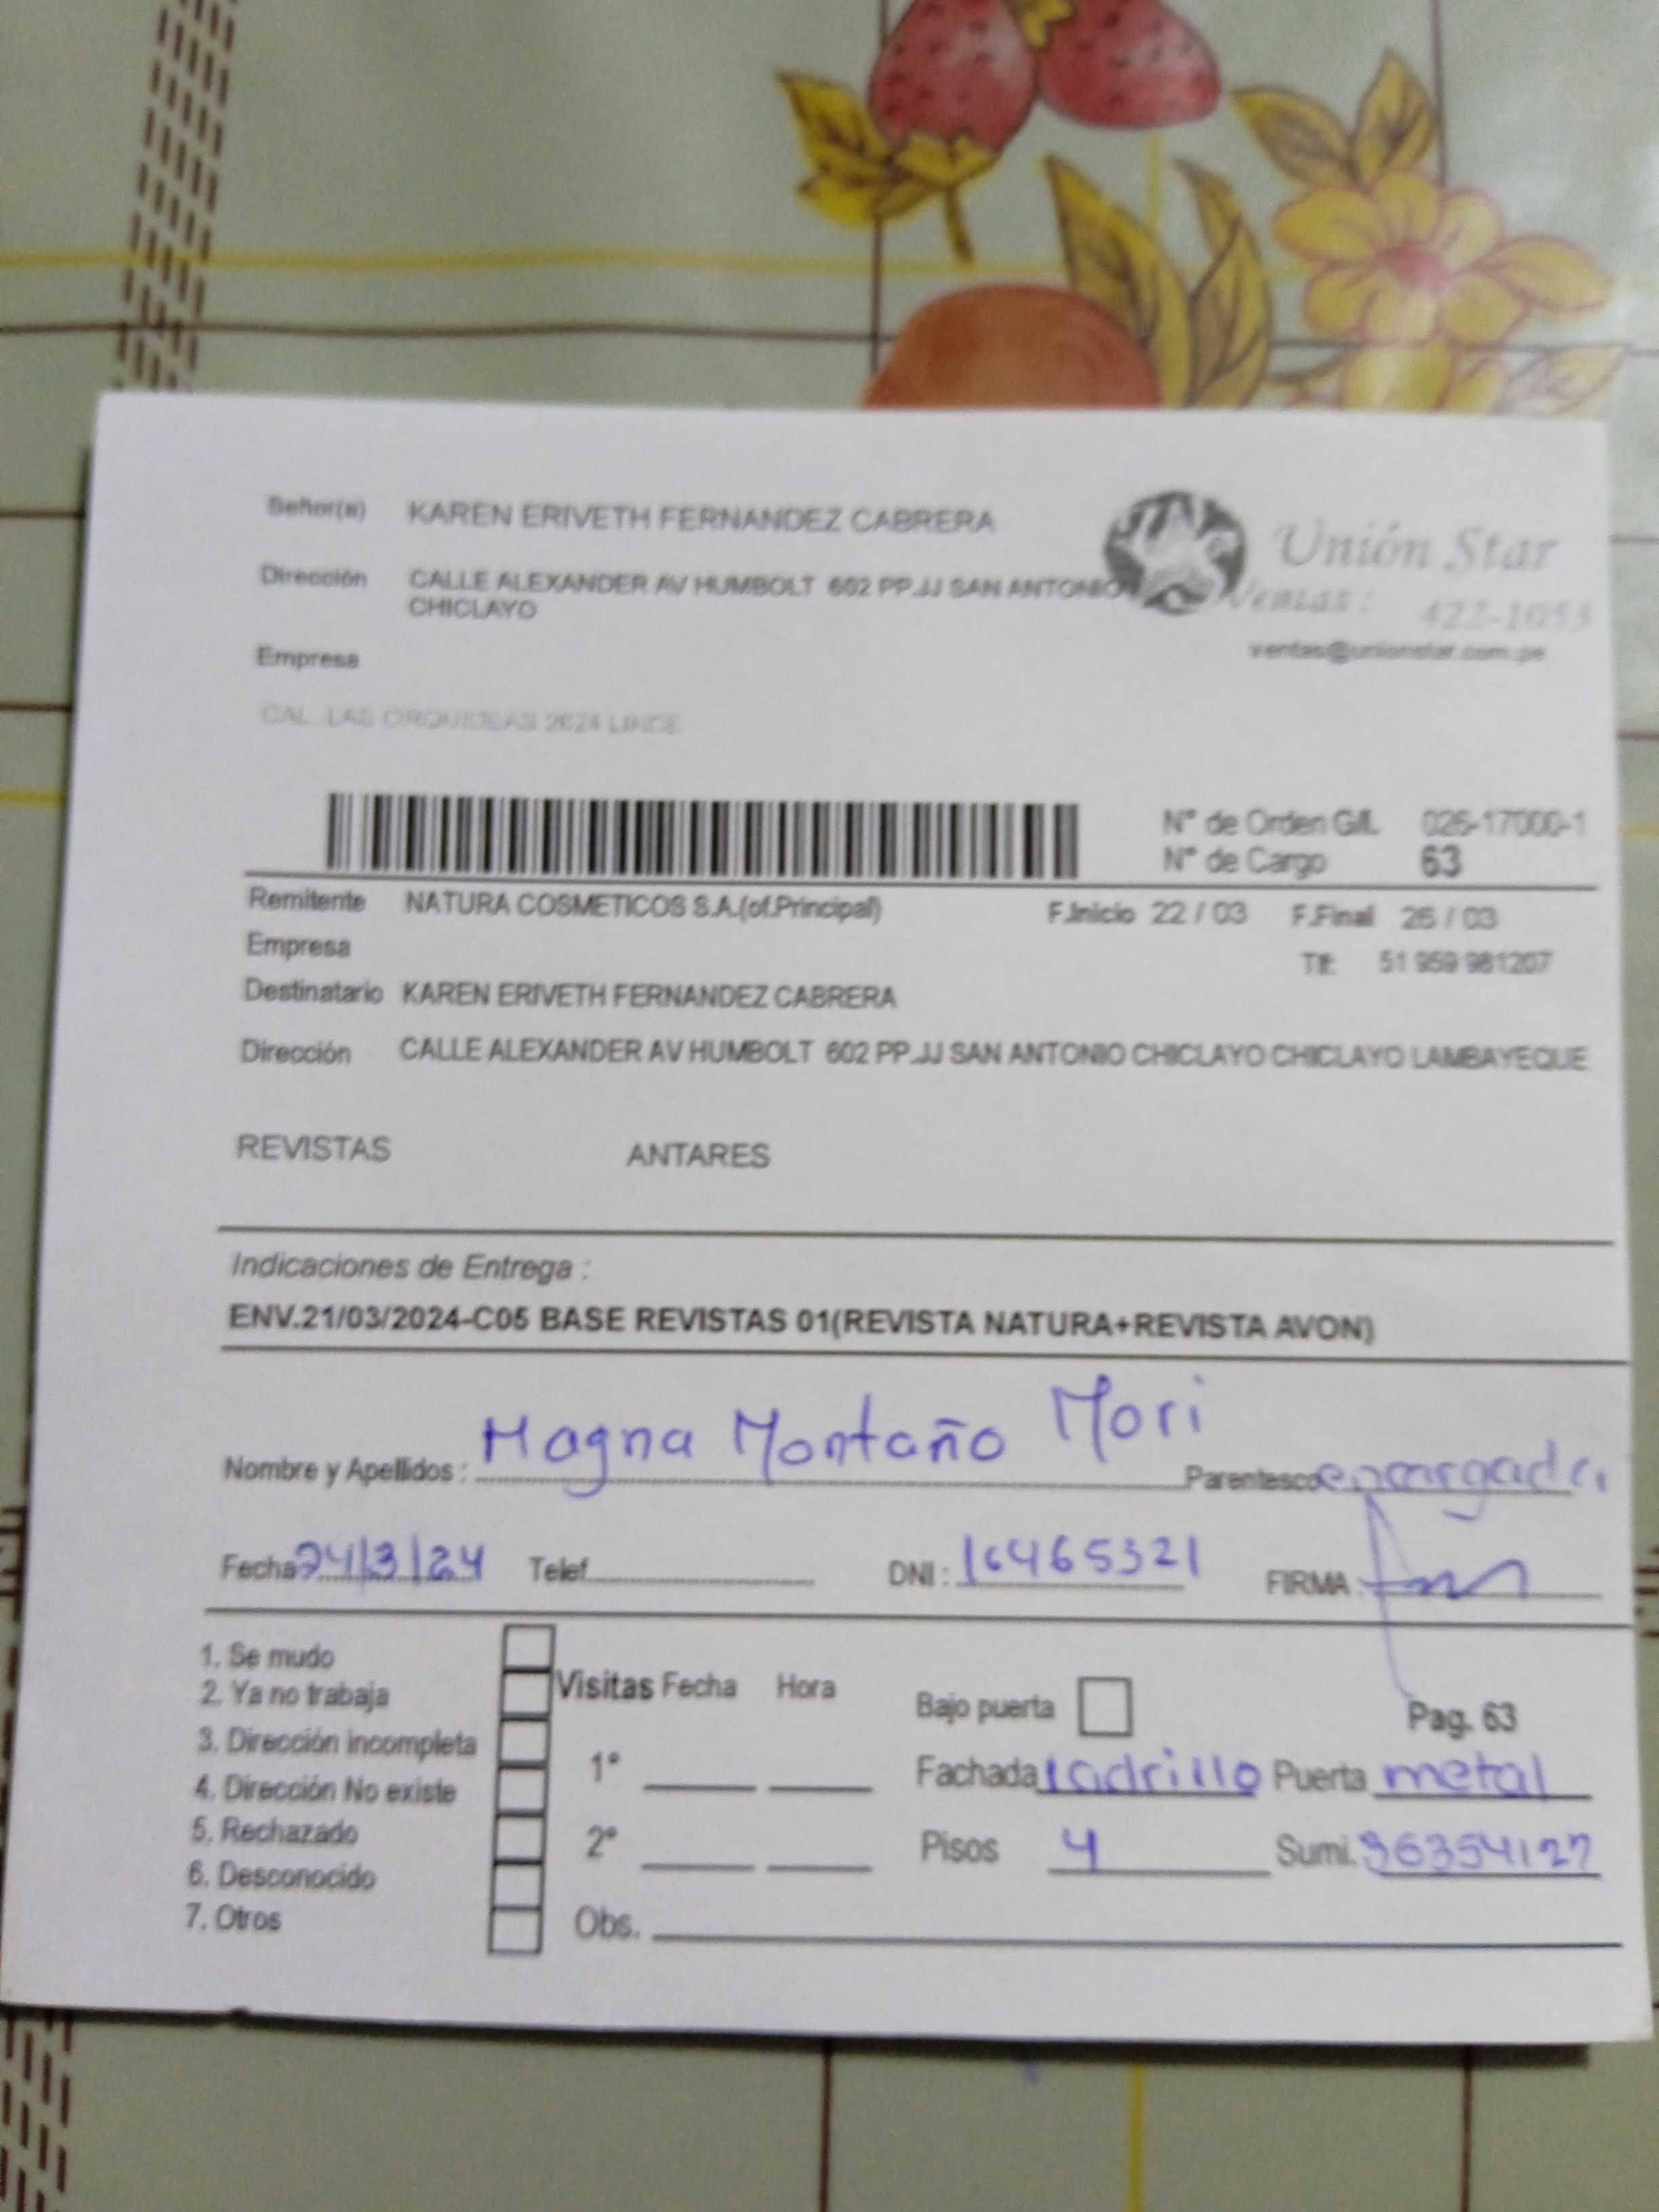 Señor(s) KAREN ERIVETH FERNANDEZ CABRERA
Unión Star
Dirección CALLE ALEXANDER AV HUMBOLT 602 PP.JJ SAN ANTONIO
CHICLAYO
Ventas : 422-1053
Empresa
ventas@unionstar.com.pe
CAL. LAS ORQUIDEAS 2624 LINCE
N° de Orden G/L 026-17000-1
N° de Cargo 63
Remitente NATURA COSMETICOS S.A.(of.Principal) F.Inicio 22 / 03 F.Final 26 / 03
Empresa
Tlf: 51 959 981207
Destinatario KAREN ERIVETH FERNANDEZ CABRERA
Dirección CALLE ALEXANDER AV HUMBOLT 602 PP.JJ SAN ANTONIO CHICLAYO CHICLAYO LAMBAYEQUE
REVISTAS ANTARES
Indicaciones de Entrega :
ENV.21/03/2024-C05 BASE REVISTAS 01(REVISTA NATURA+REVISTA AVON)
Nombre y Apellidos : Magna Montaño Mori Parentesco encargada
Fecha 24/3/24 Telef. DNI : 16465321 FIRMA :
1. Se mudo
2. Ya no trabaja
3. Dirección incompleta
4. Dirección No existe
5. Rechazado
6. Desconocido
7. Otros
Visitas Fecha Hora
1°
2°
Obs.
Bajo puerta Pag. 63
Fachada ladrillo Puerta metal
Pisos 4 Sumi. 96354127